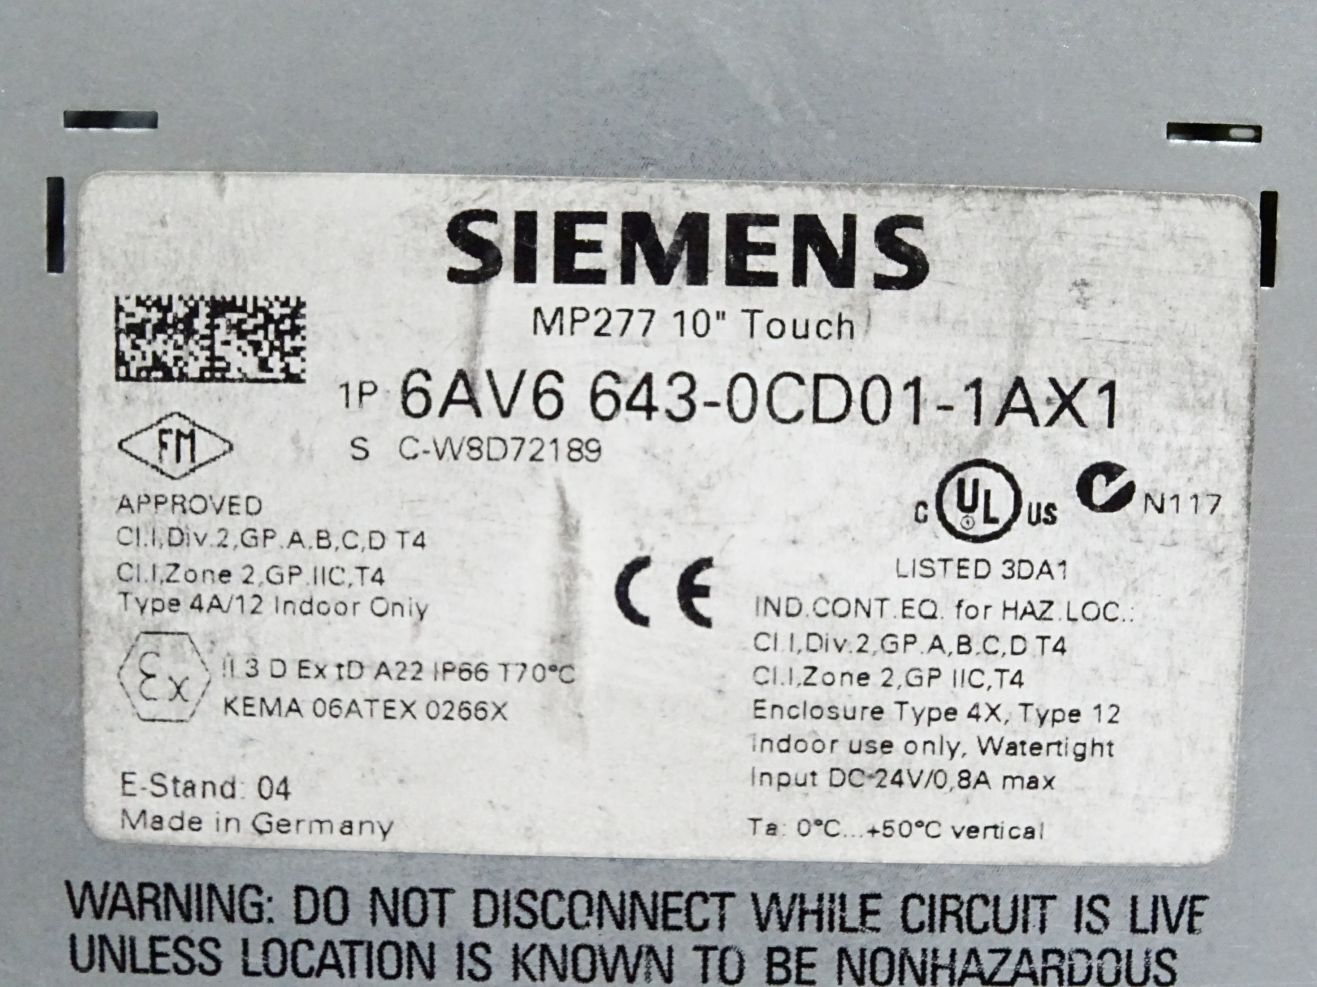 SIEMENS
MP277 10" Touch
1P 6AV6 643-0CD01-1AX1
S C-W8D72189
FM
APPROVED
Cl.I,Div.2,GP.A,B,C,D T4
Cl.I,Zone 2,GP.IIC,T4
Type 4A/12 Indoor Only
Ex II 3 D Ex tD A22 IP66 T70°C
KEMA 06ATEX 0266X
E-Stand: 04
Made in Germany
CE
C UL US N117
LISTED 3DA1
IND.CONT.EQ. for HAZ.LOC.:
Cl.I,Div.2,GP.A,B,C,D T4
Cl.I,Zone 2,GP IIC,T4
Enclosure Type 4X, Type 12
Indoor use only, Watertight
Input DC 24V/0,8A max
Ta: 0°C...+50°C vertical
WARNING: DO NOT DISCONNECT WHILE CIRCUIT IS LIVE
UNLESS LOCATION IS KNOWN TO BE NONHAZARDOUS